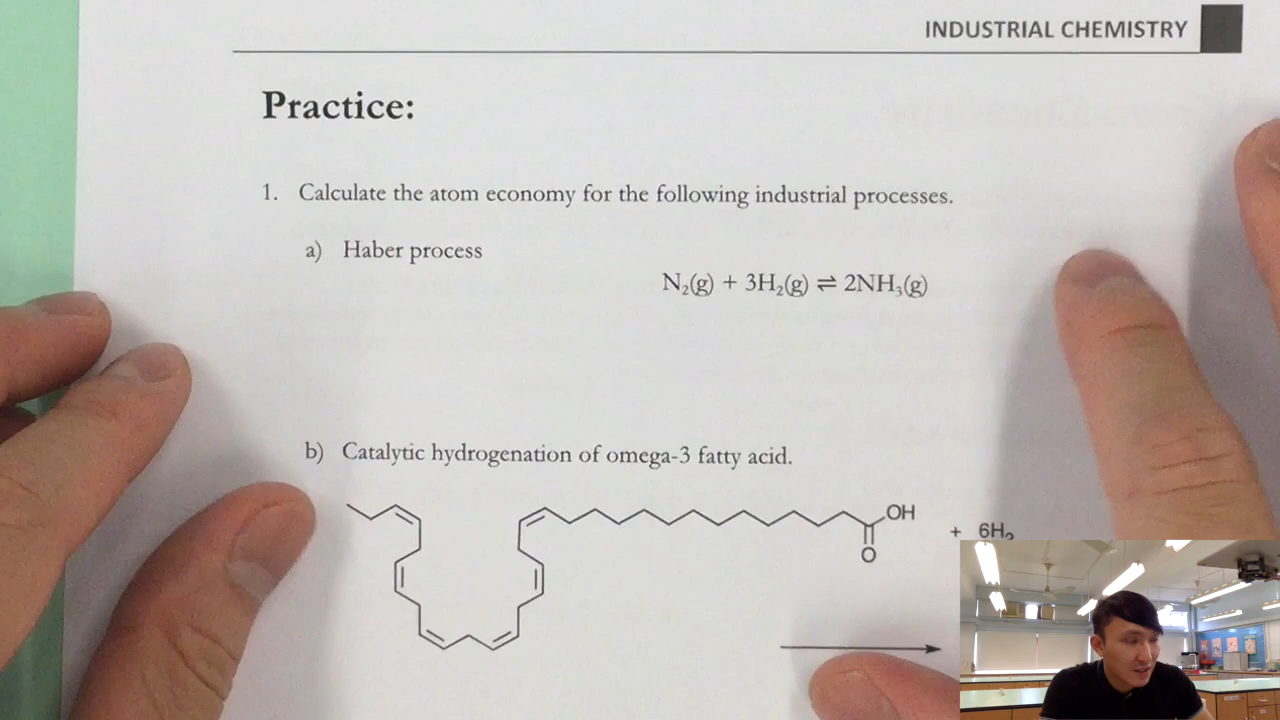 INDUSTRIAL CHEMISTRY
Practice:
1. Calculate the atom economy for the following industrial processes.
a) Haber process
N₂(g) + 3H₂(g) ⇌ 2NH₃(g)
b) Catalytic hydrogenation of omega-3 fatty acid.
OH
O
+ 6H₂